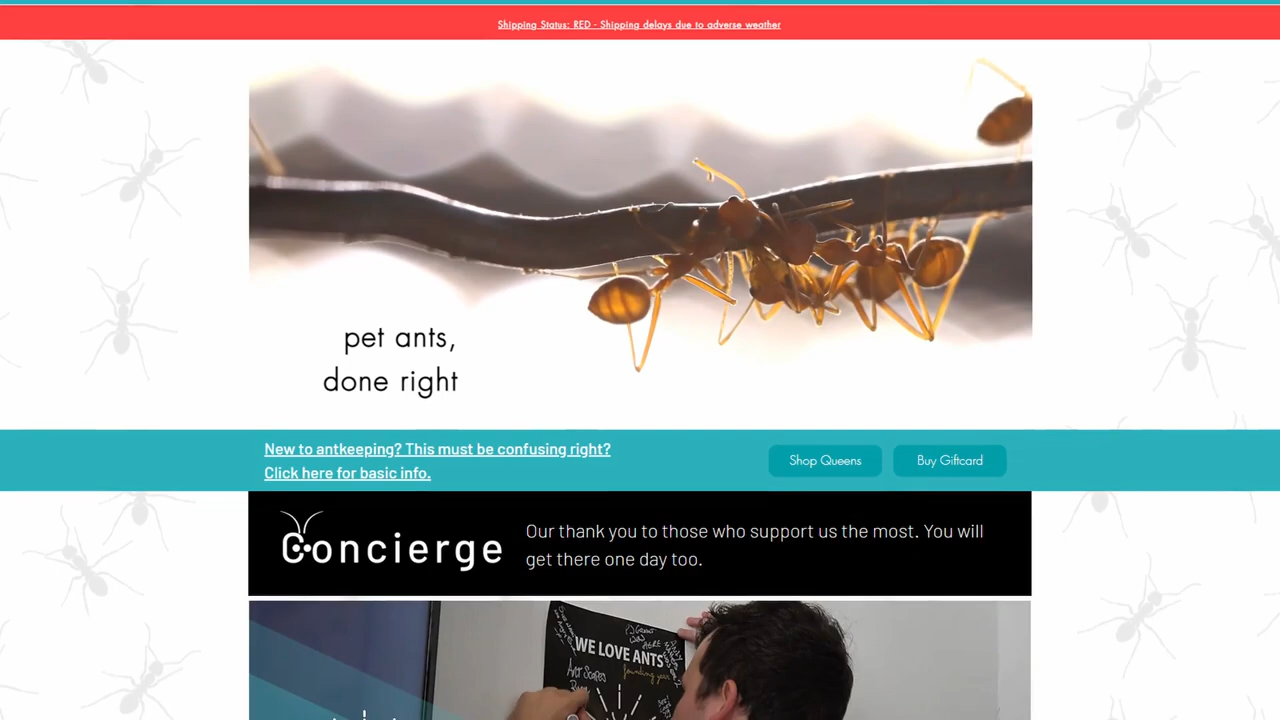 Shipping Status: RED - Shipping delays due to adverse weather
pet ants,
done right
New to antkeeping? This must be confusing right?
Click here for basic info.
Shop Queens
Buy Giftcard
Concierge
Our thank you to those who support us the most. You will
get there one day too.
WE LOVE ANTS
founding year